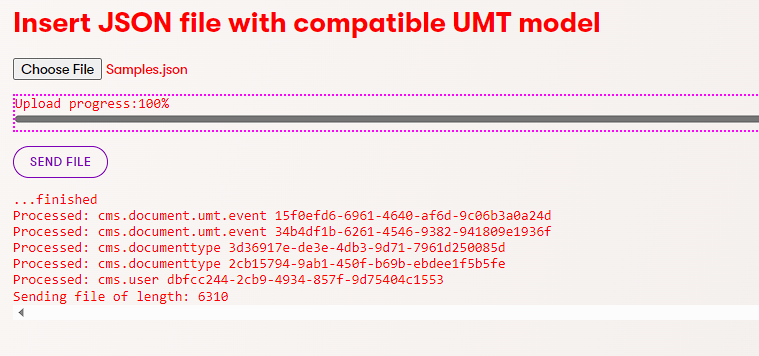 Insert JSON file with compatible UMT model
Choose File Samples.json
Upload progress:100%
SEND FILE
...finished
Processed: cms.document.umt.event 15f0efd6-6961-4640-af6d-9c06b3a0a24d
Processed: cms.document.umt.event 34b4df1b-6261-4546-9382-941809e1936f
Processed: cms.documenttype 3d36917e-de3e-4db3-9d71-7961d250085d
Processed: cms.documenttype 2cb15794-9ab1-450f-b69b-ebdee1f5b5fe
Processed: cms.user dbfcc244-2cb9-4934-857f-9d75404c1553
Sending file of length: 6310